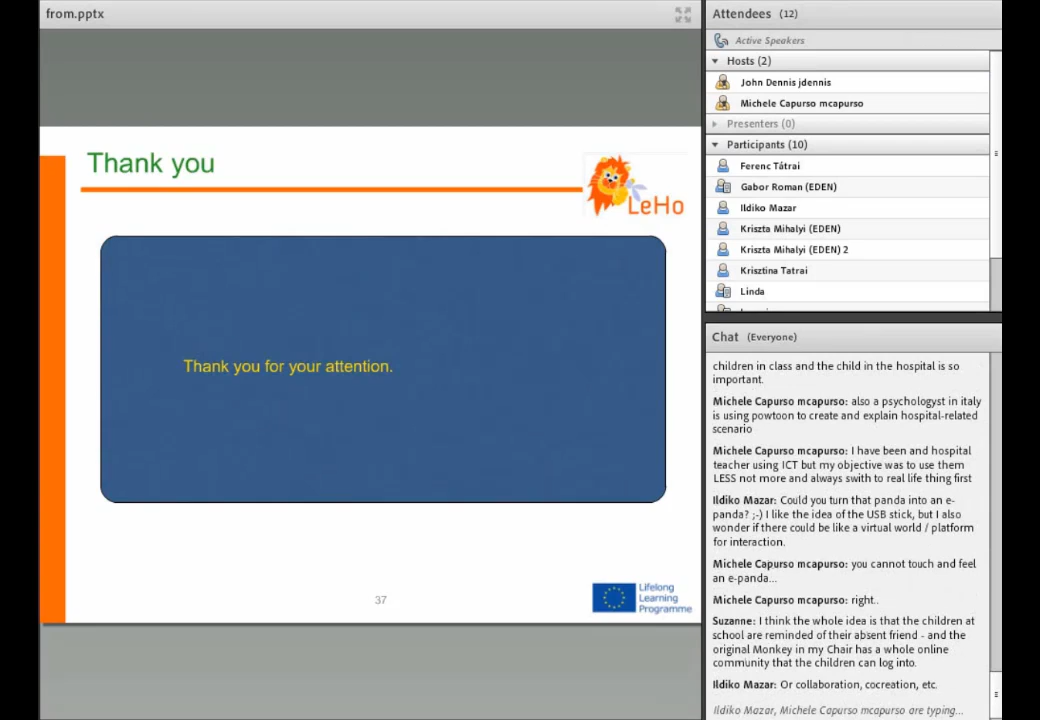 from.pptx
Thank you
LeHo
Thank you for your attention.
37
Lifelong
Learning
Programme
Attendees (12)
Active Speakers
Hosts (2)
John Dennis jdennis
Michele Capurso mcapurso
Presenters (0)
Participants (10)
Ferenc Tátrai
Gabor Roman (EDEN)
Ildiko Mazar
Kriszta Mihalyi (EDEN)
Kriszta Mihalyi (EDEN) 2
Krisztina Tatrai
Linda
Chat (Everyone)
children in class and the child in the hospital is so
important.
Michele Capurso mcapurso: also a psychologyst in italy
is using powtoon to create and explain hospital-related
scenario
Michele Capurso mcapurso: I have been and hospital
teacher using ICT but my objective was to use them
LESS not more and always swith to real life thing first
Ildiko Mazar: Could you turn that panda into an e-
panda? ;-) I like the idea of the USB stick, but I also
wonder if there could be like a virtual world / platform
for interaction.
Michele Capurso mcapurso: you cannot touch and feel
an e-panda...
Michele Capurso mcapurso: right..
Suzanne: I think the whole idea is that the children at
school are reminded of their absent friend - and the
original Monkey in my Chair has a whole online
community that the children can log into.
Ildiko Mazar: Or collaboration, cocreation, etc.
Ildiko Mazar, Michele Capurso mcapurso are typing...